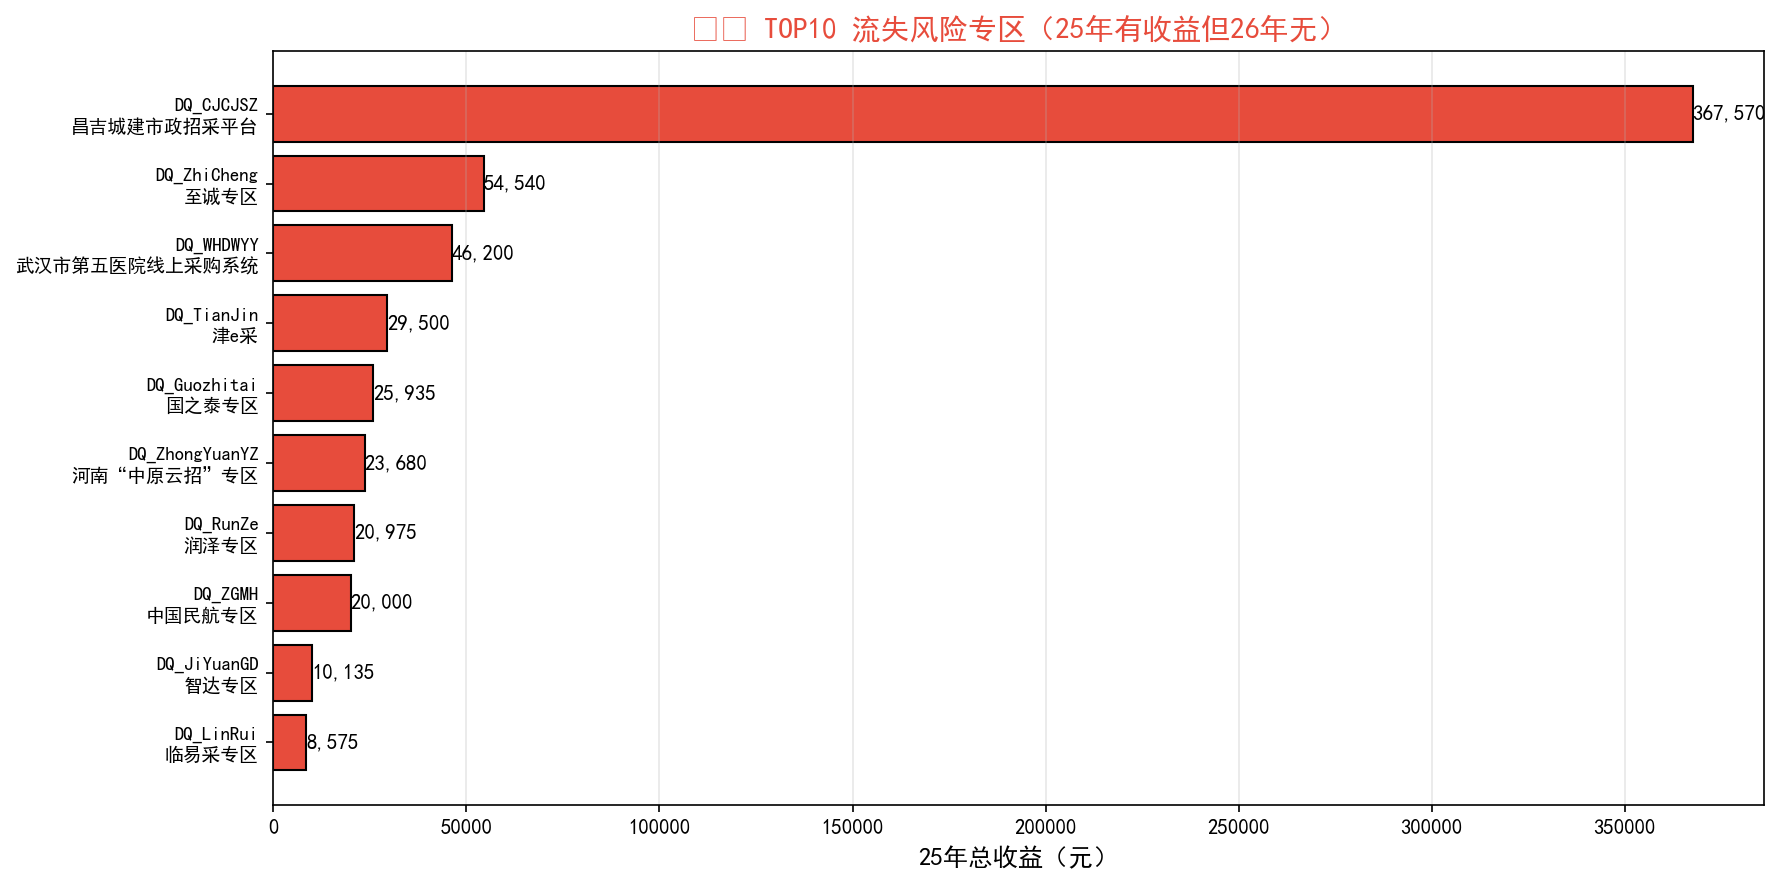 TOP10 流失风险专区（25年有收益但26年无）
DQ_CJCJSZ
昌吉城建市政招采平台
367,570
DQ_ZhiCheng
至诚专区
54,540
DQ_WHDWYY
武汉市第五医院线上采购系统
46,200
DQ_TianJin
津e采
29,500
DQ_Guozhitai
国之泰专区
25,935
DQ_ZhongYuanYZ
河南“中原云招”专区
23,680
DQ_RunZe
润泽专区
20,975
DQ_ZGMH
中国民航专区
20,000
DQ_JiYuanGD
智达专区
10,135
DQ_LinRui
临易采专区
8,575
0 50000 100000 150000 200000 250000 300000 350000
25年总收益（元）